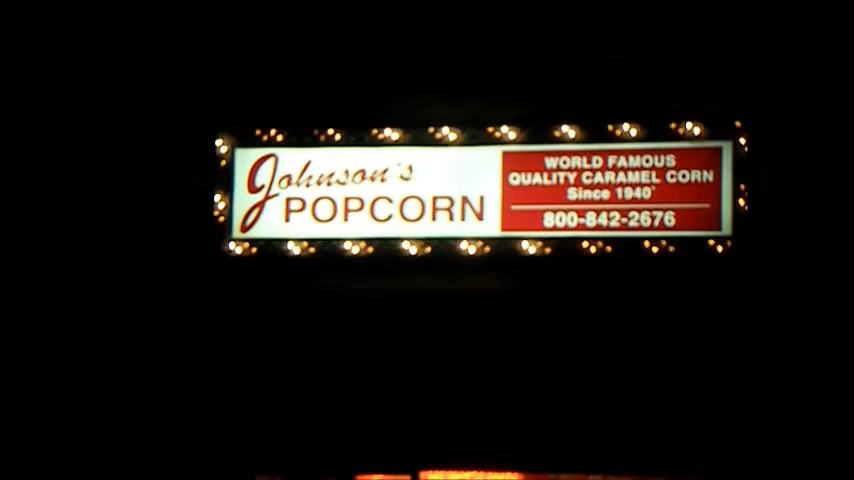 Johnson's
POPCORN
WORLD FAMOUS
QUALITY CARAMEL CORN
Since 1940
800-842-2676